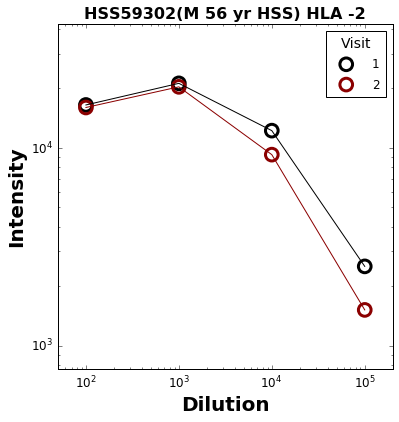 HSS59302(M 56 yr HSS) HLA -2
Visit
1
2
10⁴
10³
Intensity
10² 10³ 10⁴ 10⁵
Dilution